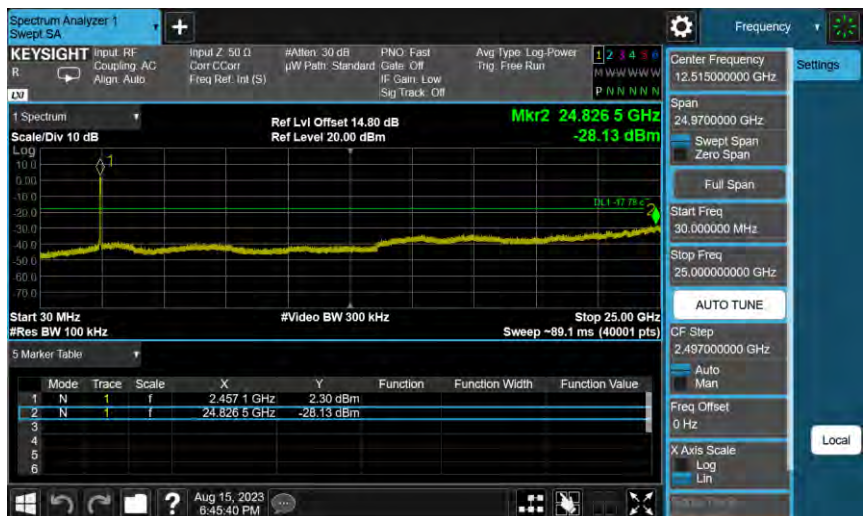 Spectrum Analyzer 1
Swept SA
Frequency
KEYSIGHT
R
LXI
Input: RF
Coupling: AC
Align: Auto
Input Z: 50 Ω
Corr CCorr
Freq Ref: Int (S)
#Atten: 30 dB
µW Path: Standard
PNO: Fast
Gate: Off
IF Gain: Low
Sig Track: Off
Avg Type: Log-Power
Trig: Free Run
1 2 3 4 5 6
M W W W W W
P N N N N N
Center Frequency
12.515000000 GHz
Settings
Span
24.9700000 GHz
Swept Span
Zero Span
Full Span
Start Freq
30.000000 MHz
Stop Freq
25.000000000 GHz
AUTO TUNE
CF Step
2.497000000 GHz
Auto
Man
Freq Offset
0 Hz
X Axis Scale
Log
Lin
Local
1 Spectrum
Scale/Div 10 dB
Ref Lvl Offset 14.80 dB
Ref Level 20.00 dBm
Mkr2 24.826 5 GHz
-28.13 dBm
Log
10.0
0.00
-10.0
-20.0
-30.0
-40.0
-50.0
-60.0
-70.0
1
DL1 -17.78
2
Start 30 MHz
#Video BW 300 kHz
Stop 25.00 GHz
#Res BW 100 kHz
Sweep ~89.1 ms (40001 pts)
5 Marker Table
Mode Trace Scale X Y Function Function Width Function Value
1 N 1 f 2.457 1 GHz 2.30 dBm
2 N 1 f 24.826 5 GHz -28.13 dBm
3
4
5
6
Aug 15, 2023
6:45:40 PM